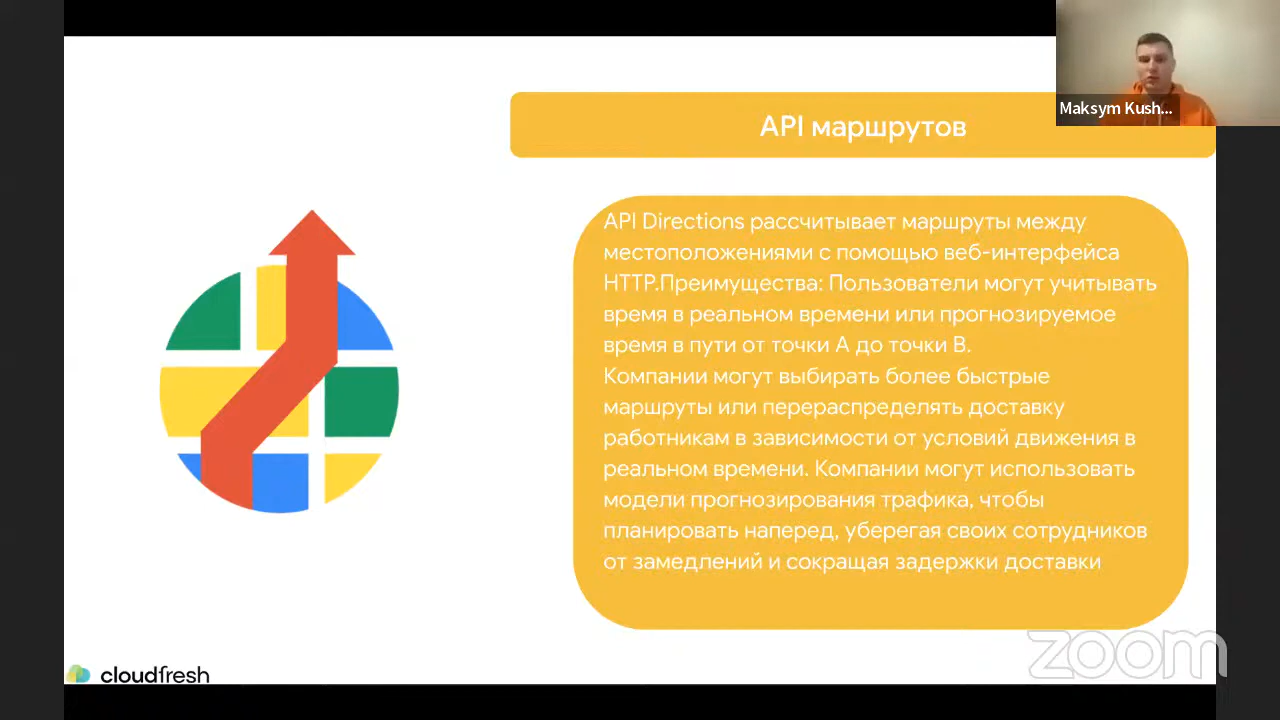 Maksym Kush...
API маршрутов
API Directions рассчитывает маршруты между
местоположениями с помощью веб-интерфейса
HTTP.Преимущества: Пользователи могут учитывать
время в реальном времени или прогнозируемое
время в пути от точки A до точки B.
Компании могут выбирать более быстрые
маршруты или перераспределять доставку
работникам в зависимости от условий движения в
реальном времени. Компании могут использовать
модели прогнозирования трафика, чтобы
планировать наперед, уберегая своих сотрудников
от замедлений и сокращая задержки доставки
zoom
cloudfresh